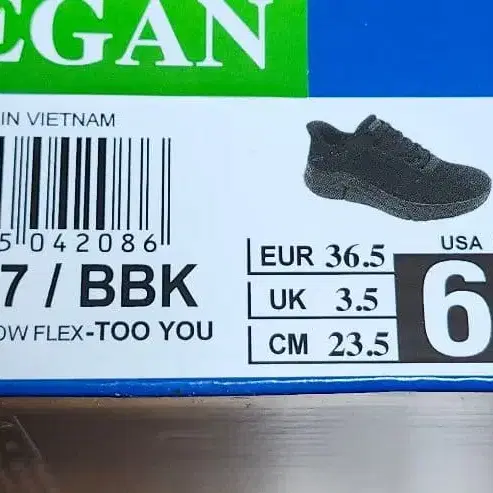 EGAN
IN VIETNAM
5 042086
7 / BBK
OW FLEX-TOO YOU
EUR 36.5
UK 3.5
CM 23.5
USA
6